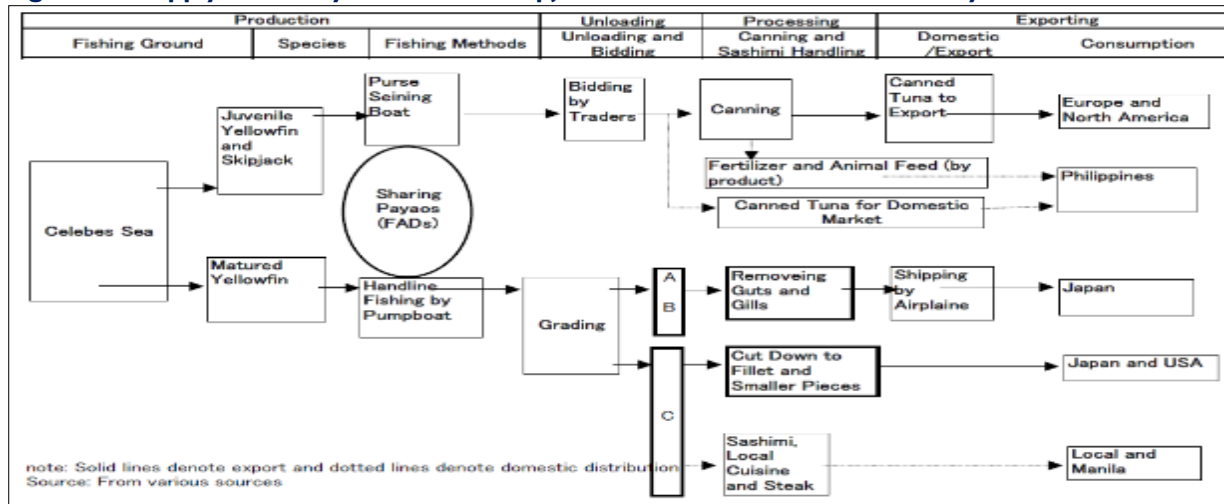 Production
Unloading
Processing
Exporting
Fishing Ground
Species
Fishing Methods
Unloading and
Bidding
Canning and
Sashimi Handling
Domestic
/Export
Consumption
Juvenile
Yellowfin
and
Skipjack
Purse
Seining
Boat
Bidding
by
Traders
Canning
Canned
Tuna to
Export
Europe and
North America
Fertilizer and Animal Feed (by
product)
Philippines
Canned Tuna for Domestic
Market
Sharing
Payaos
(FADs)
Celebes Sea
Matured
Yellowfin
Handline
Fishing by
Pumpboat
Grading
A
B
Removeing
Guts and
Gills
Shipping
by
Airplaine
Japan
Cut Down to
Fillet and
Smaller Pieces
Japan and USA
C
Sashimi,
Local
Cuisine
and Steak
Local and
Manila
note: Solid lines denote export and dotted lines denote domestic distribution
Source: From various sources